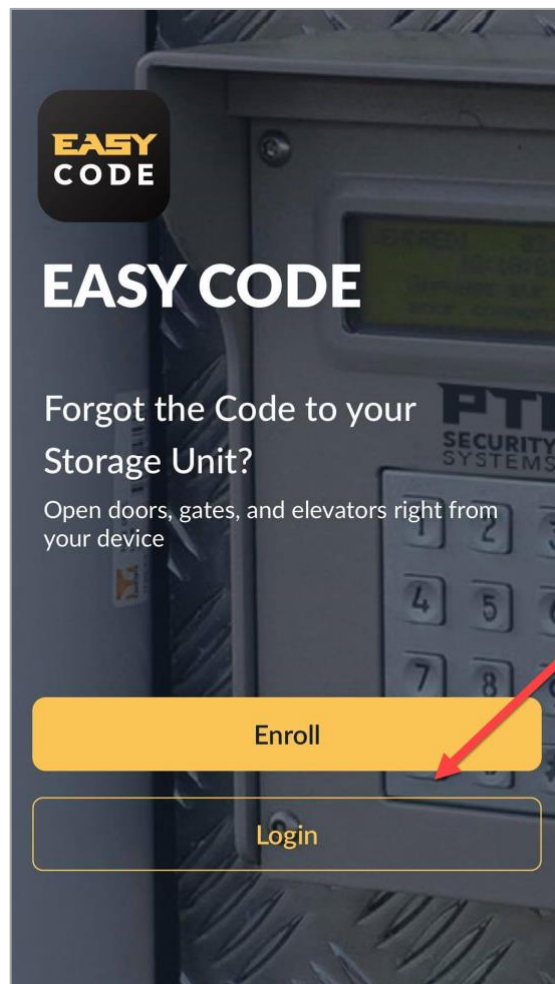 EASY
CODE
EASY CODE
Forgot the Code to your
Storage Unit?
Open doors, gates, and elevators right from
your device
SECURITY
SYSTEMS
1 2 3
4 5
7 8
Enroll
Login